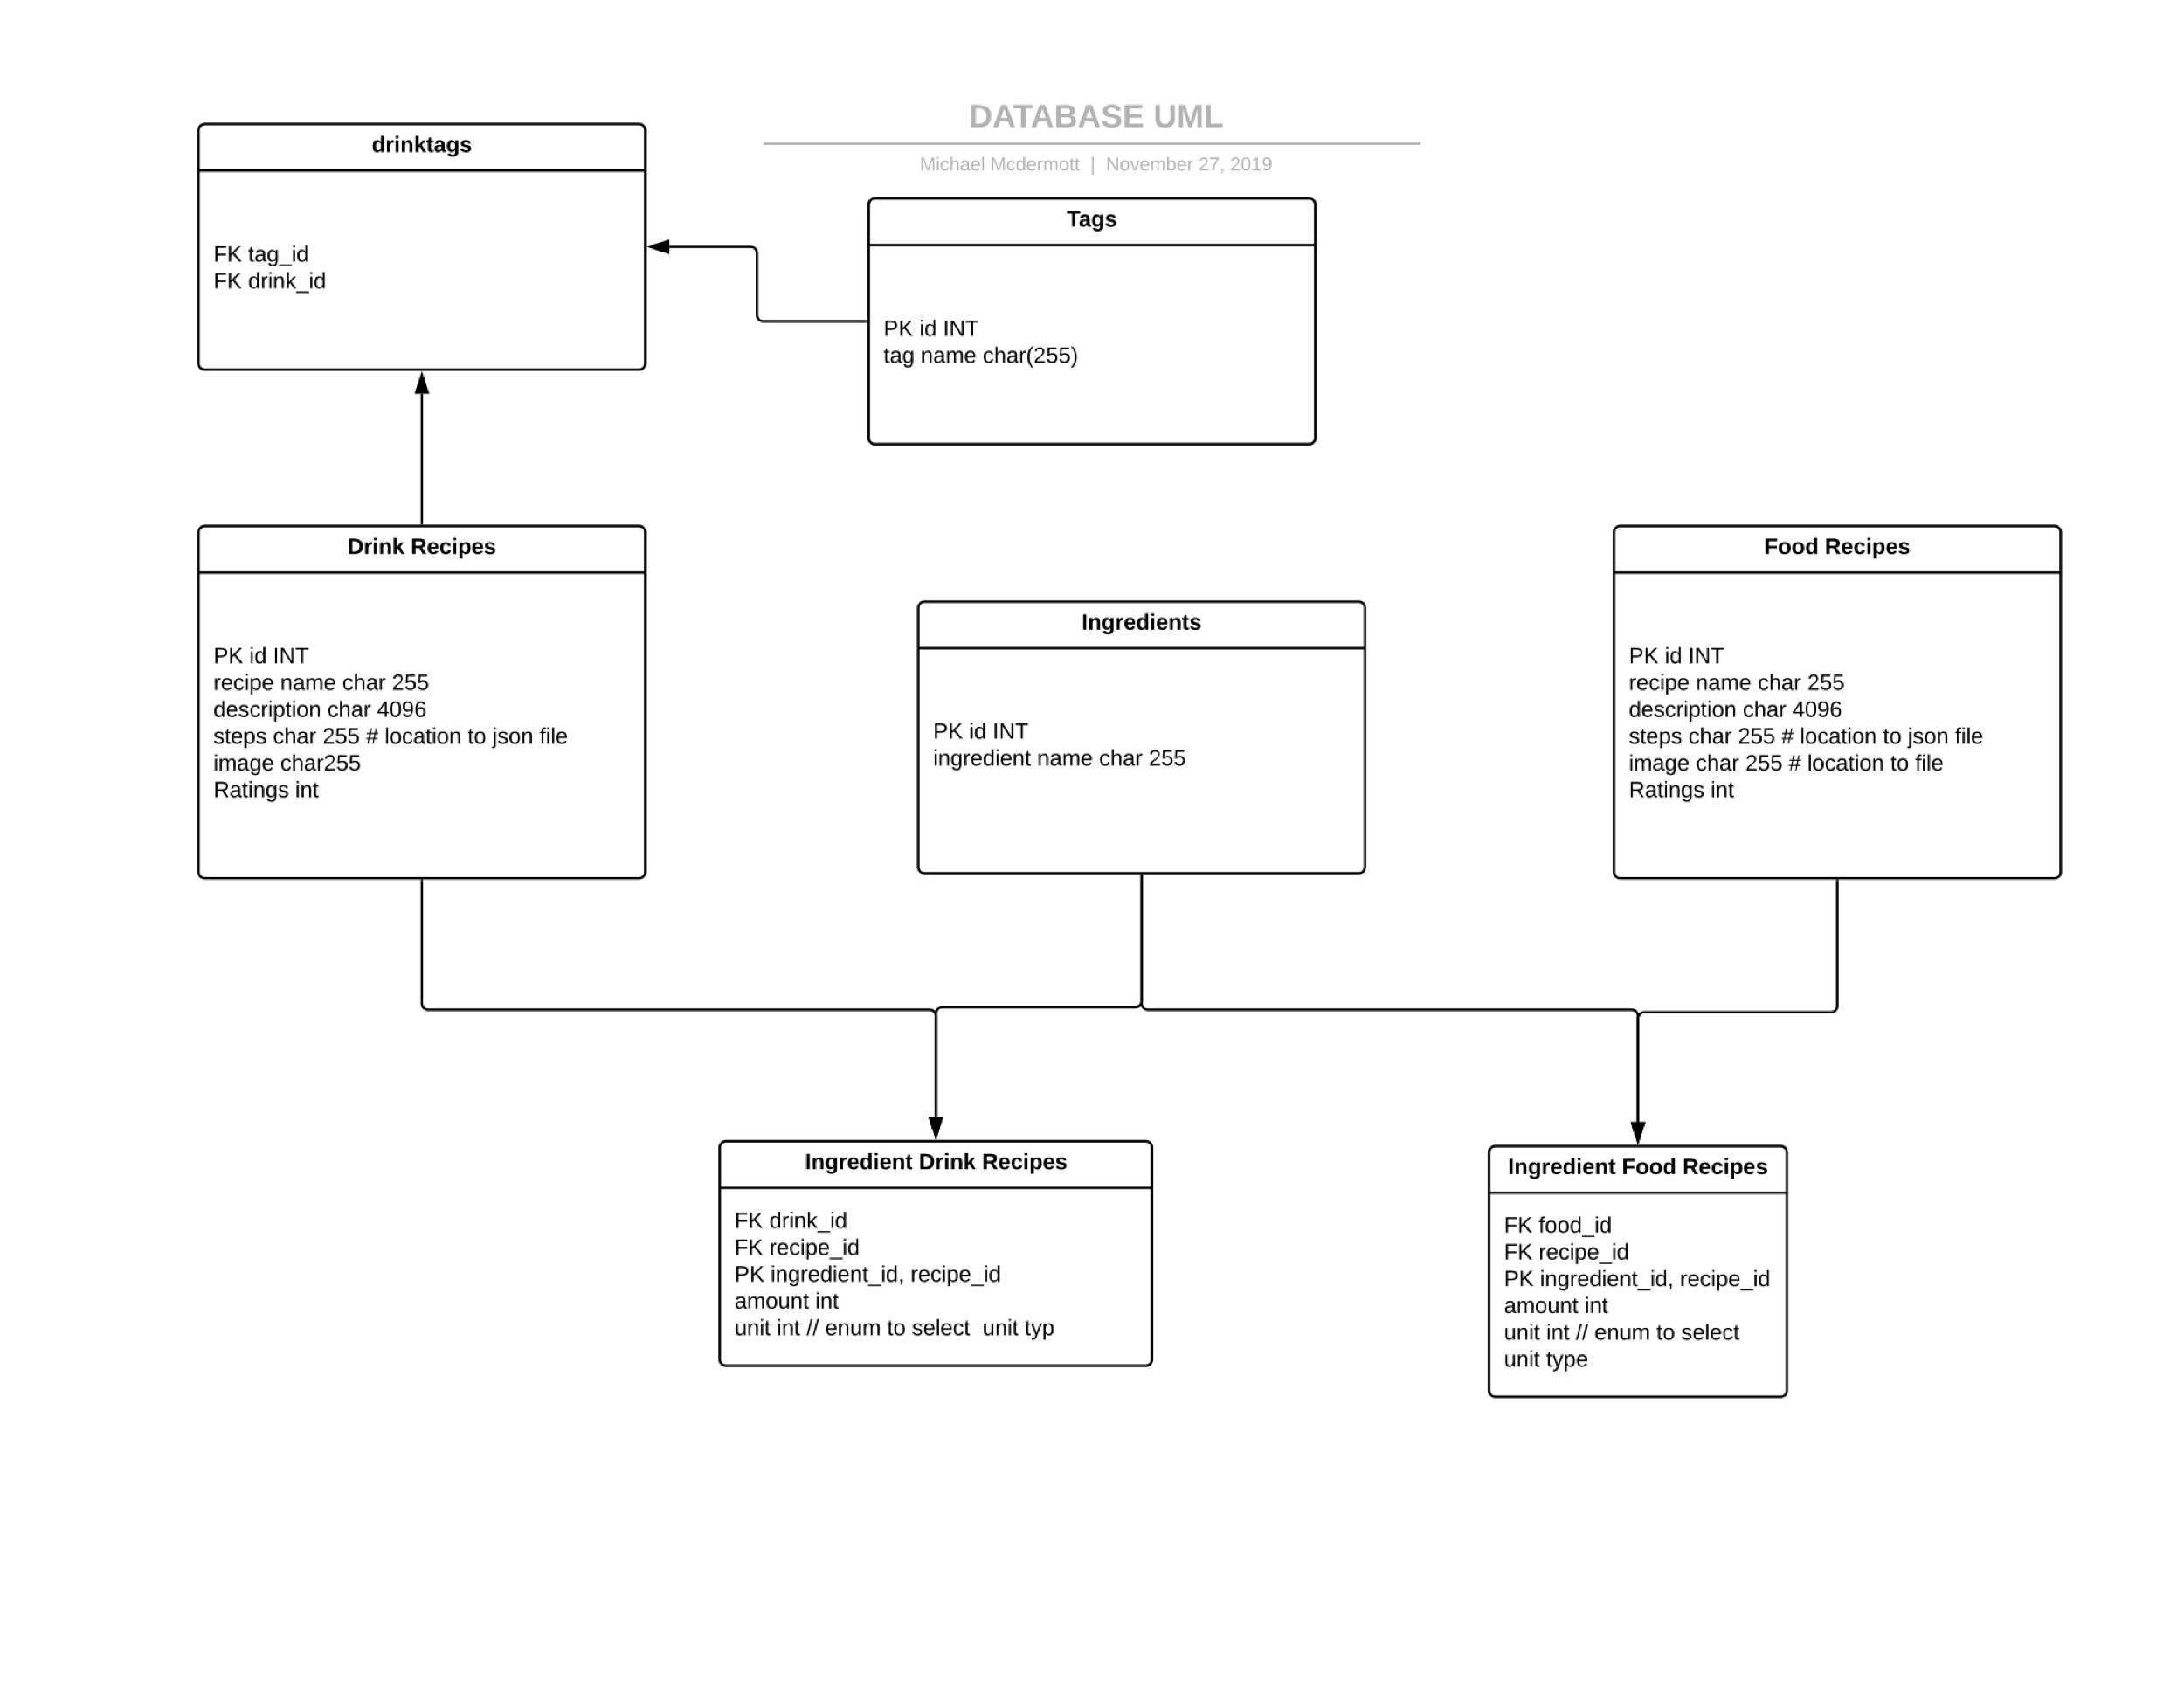 DATABASE UML
Michael Mcdermott | November 27, 2019
drinktags
FK tag_id
FK drink_id
Tags
PK id INT
tag name char(255)
Drink Recipes
PK id INT
recipe name char 255
description char 4096
steps char 255 # location to json file
image char255
Ratings int
Ingredients
PK id INT
ingredient name char 255
Food Recipes
PK id INT
recipe name char 255
description char 4096
steps char 255 # location to json file
image char 255 # location to file
Ratings int
Ingredient Drink Recipes
FK drink_id
FK recipe_id
PK ingredient_id, recipe_id
amount int
unit int // enum to select  unit typ
Ingredient Food Recipes
FK food_id
FK recipe_id
PK ingredient_id, recipe_id
amount int
unit int // enum to select
unit type